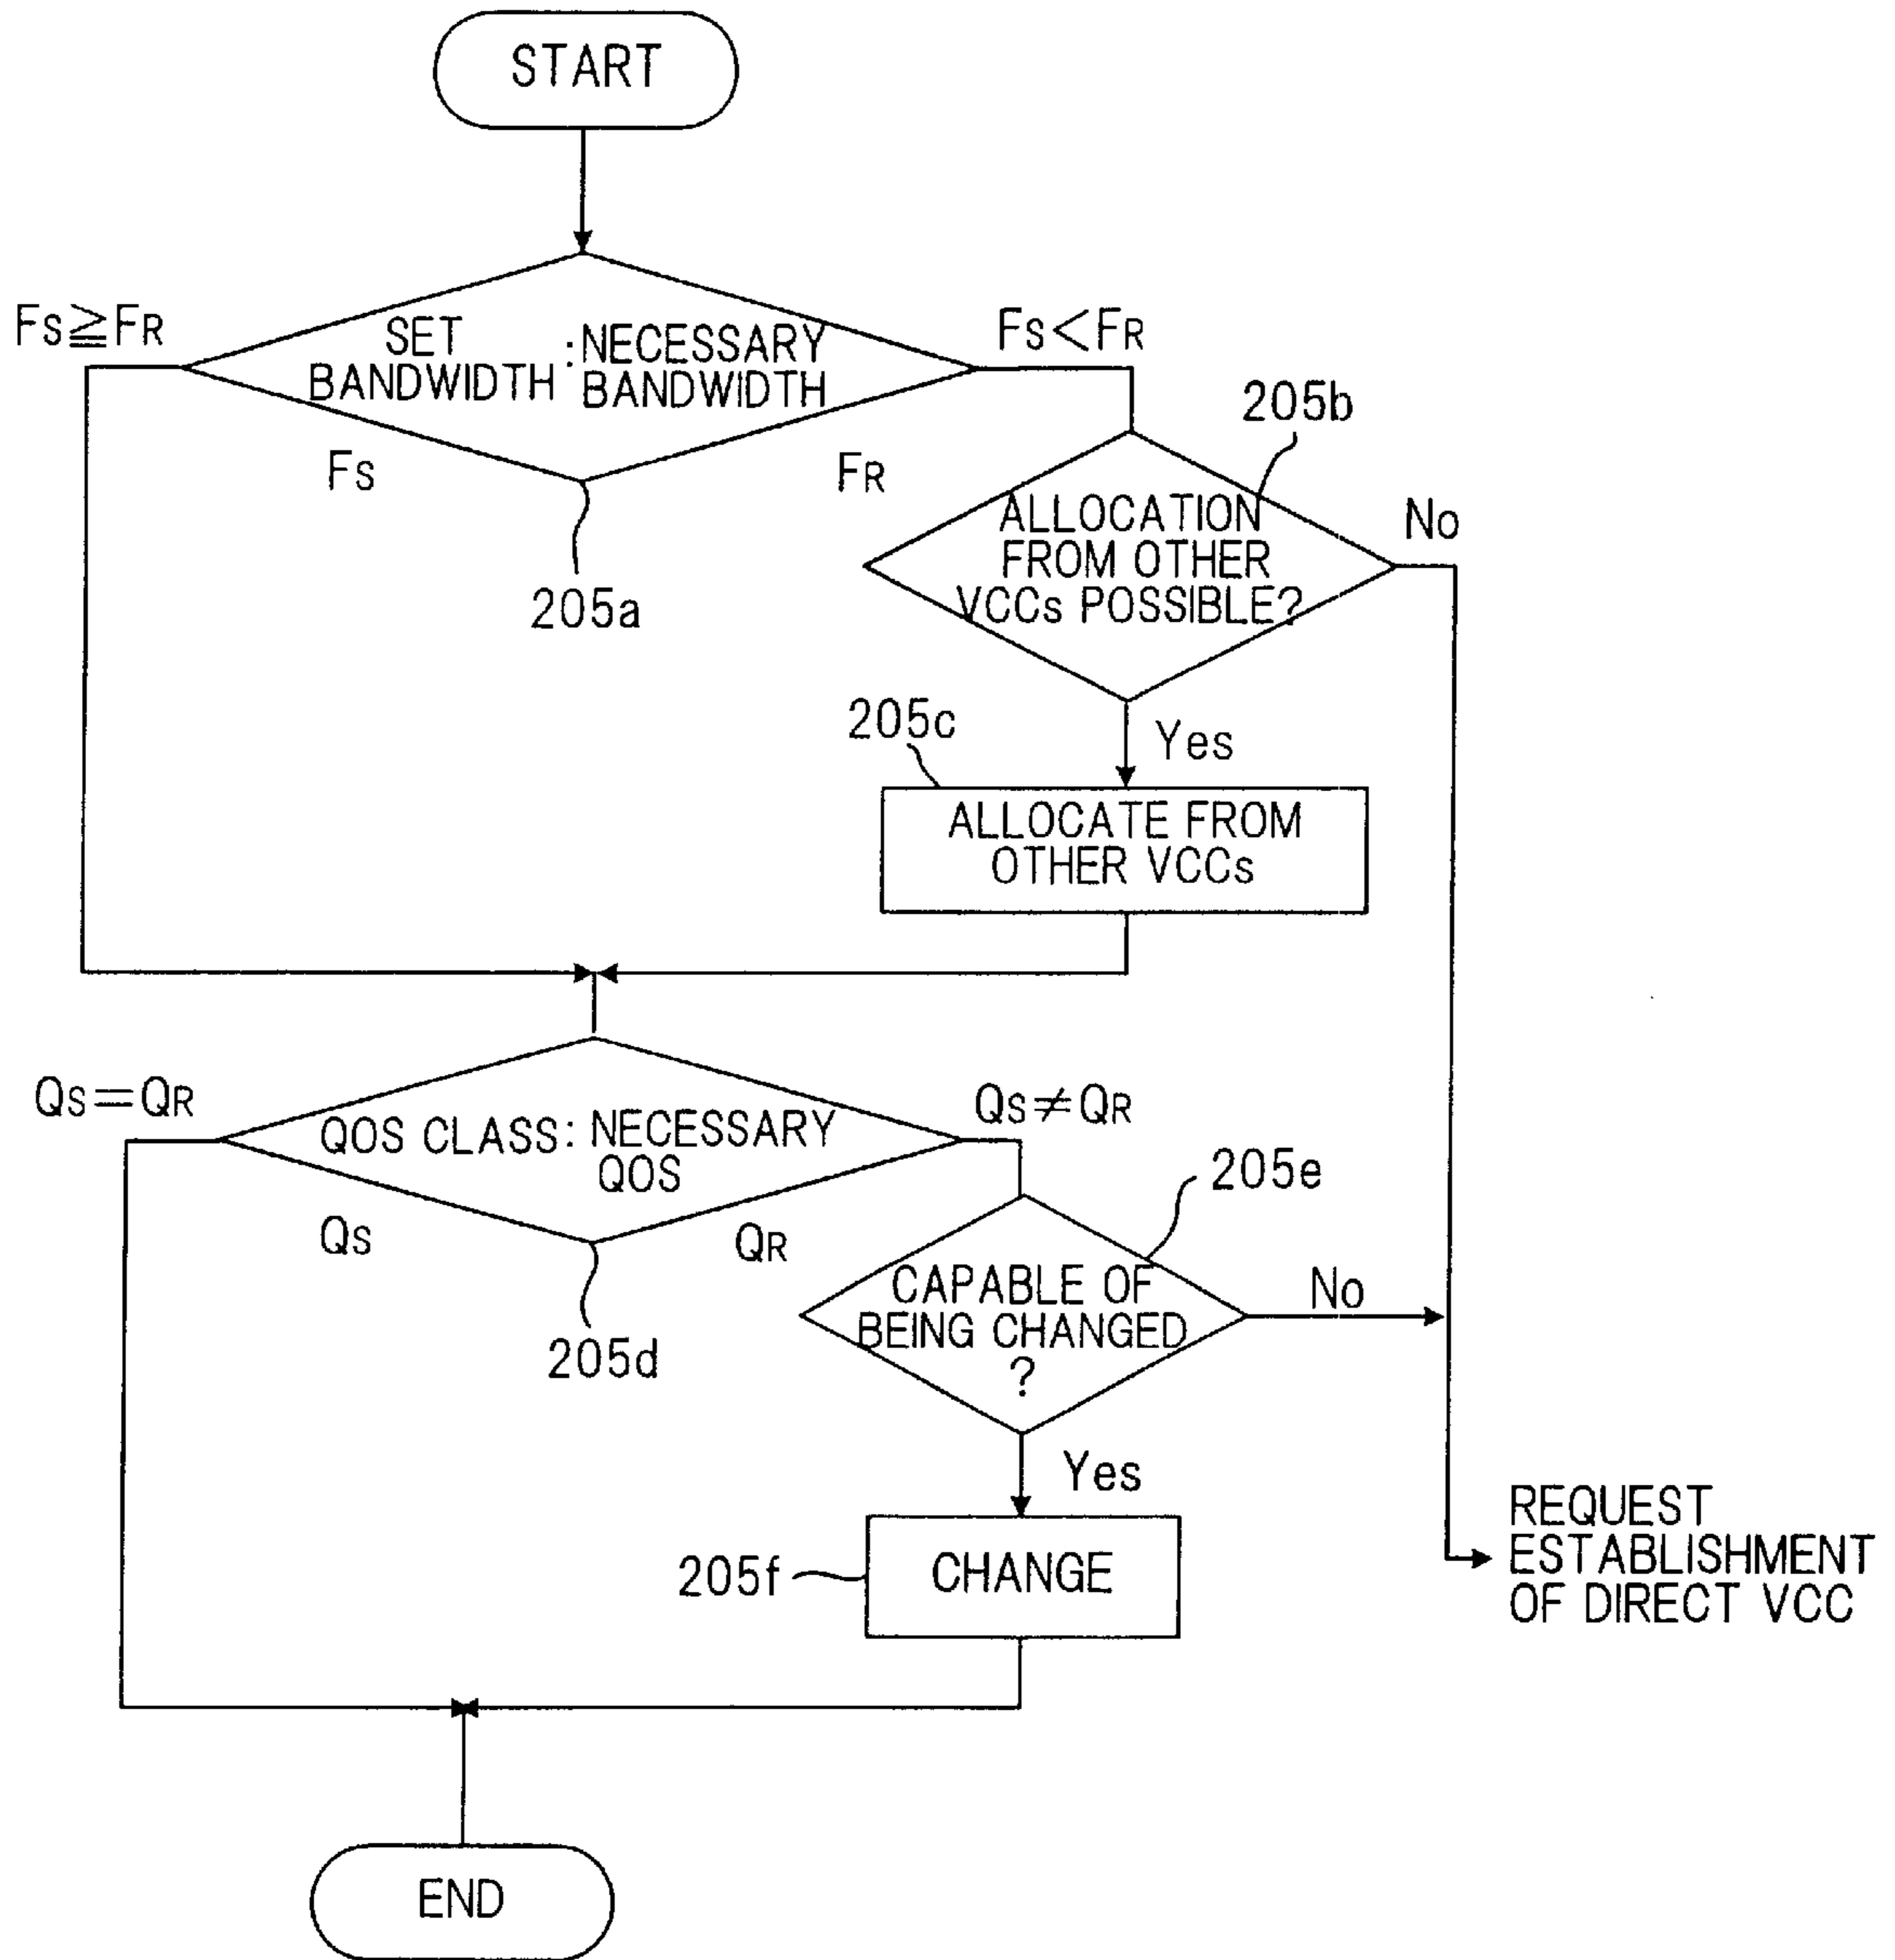 START
Fs≧FR
SET
BANDWIDTH
:NECESSARY
BANDWIDTH
Fs<FR
Fs
FR
205a
205b
ALLOCATION
FROM OTHER
VCCs POSSIBLE?
No
Yes
205c
ALLOCATE FROM
OTHER VCCs
Qs=QR
QOS CLASS: NECESSARY
QOS
Qs≠QR
Qs
QR
205d
205e
CAPABLE OF
BEING CHANGED
?
No
Yes
205f
CHANGE
REQUEST
ESTABLISHMENT
OF DIRECT VCC
END